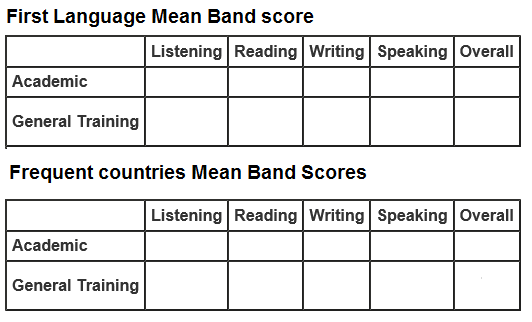 First Language Mean Band score
Listening Reading Writing Speaking Overall
Academic
General Training
Frequent countries Mean Band Scores
Listening Reading Writing Speaking Overall
Academic
General Training